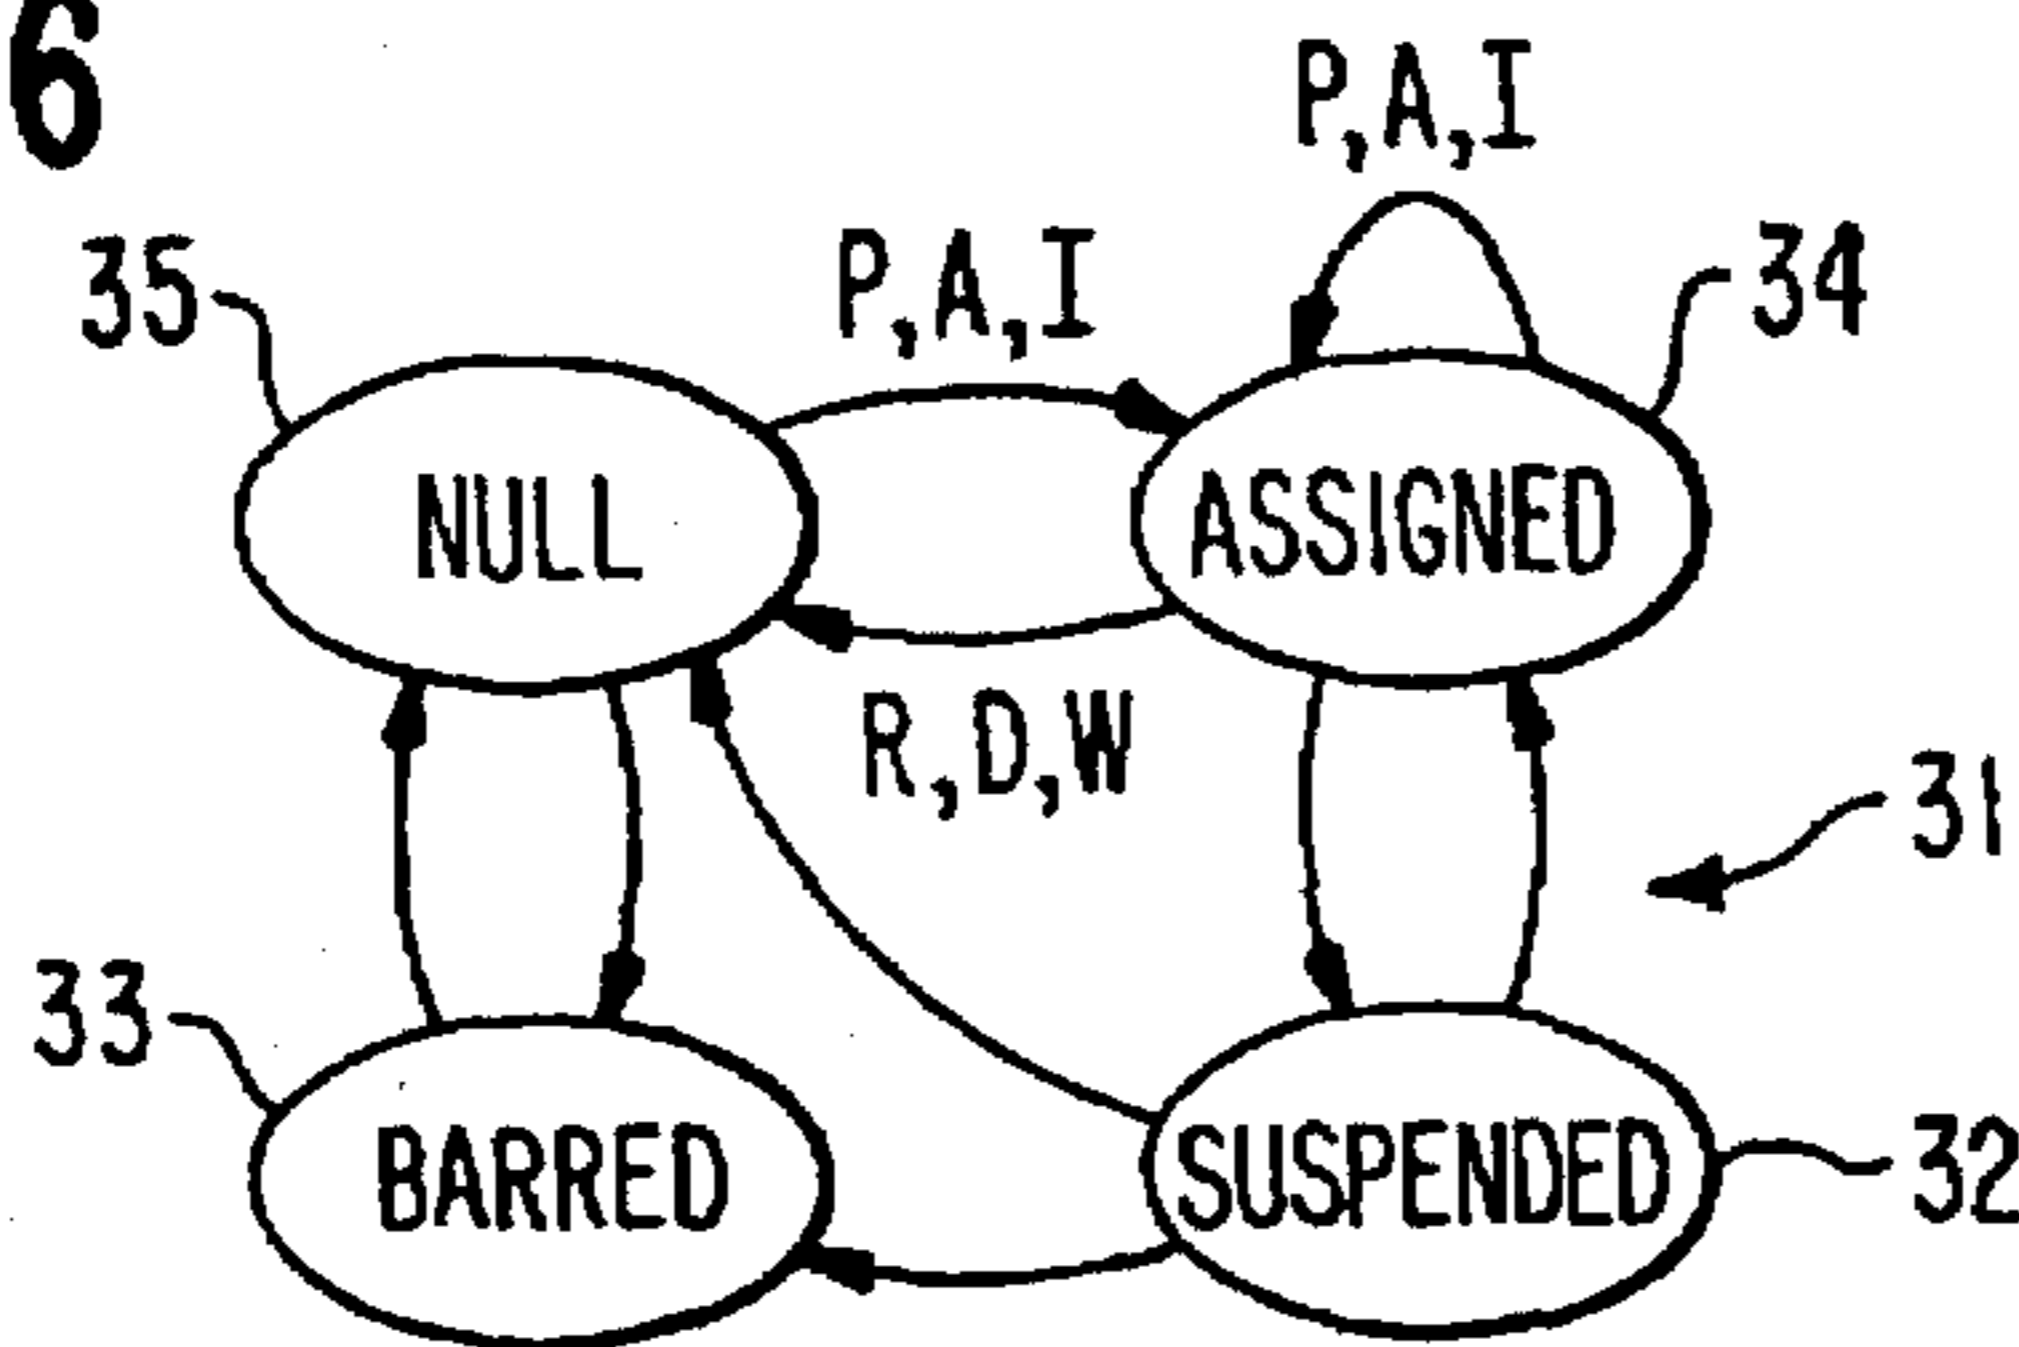 6
P,A,I
P,A,I
35
34
NULL
ASSIGNED
R,D,W
31
33
BARRED
SUSPENDED
32